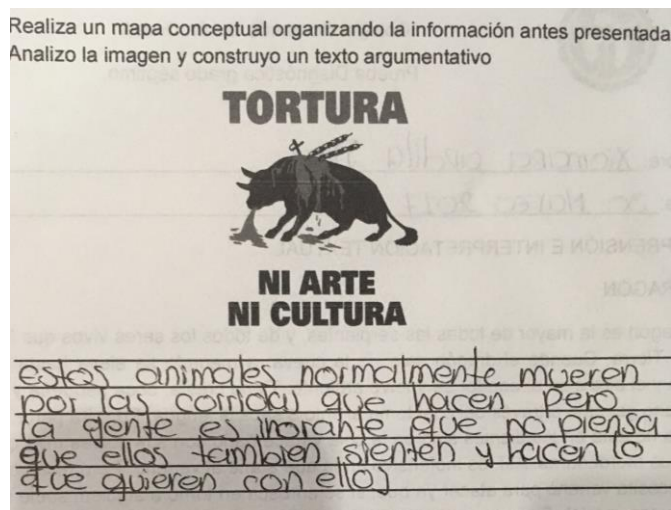 Realiza un mapa conceptual organizando la información antes presentada
Analizo la imagen y construyo un texto argumentativo
TORTURA
NI ARTE
NI CULTURA
estos animales normalmente mueren
por las corridas que hacen pero
la gente es inorante que no piensa
que ellos tambien sienten y hacen lo
que quieren con ellos